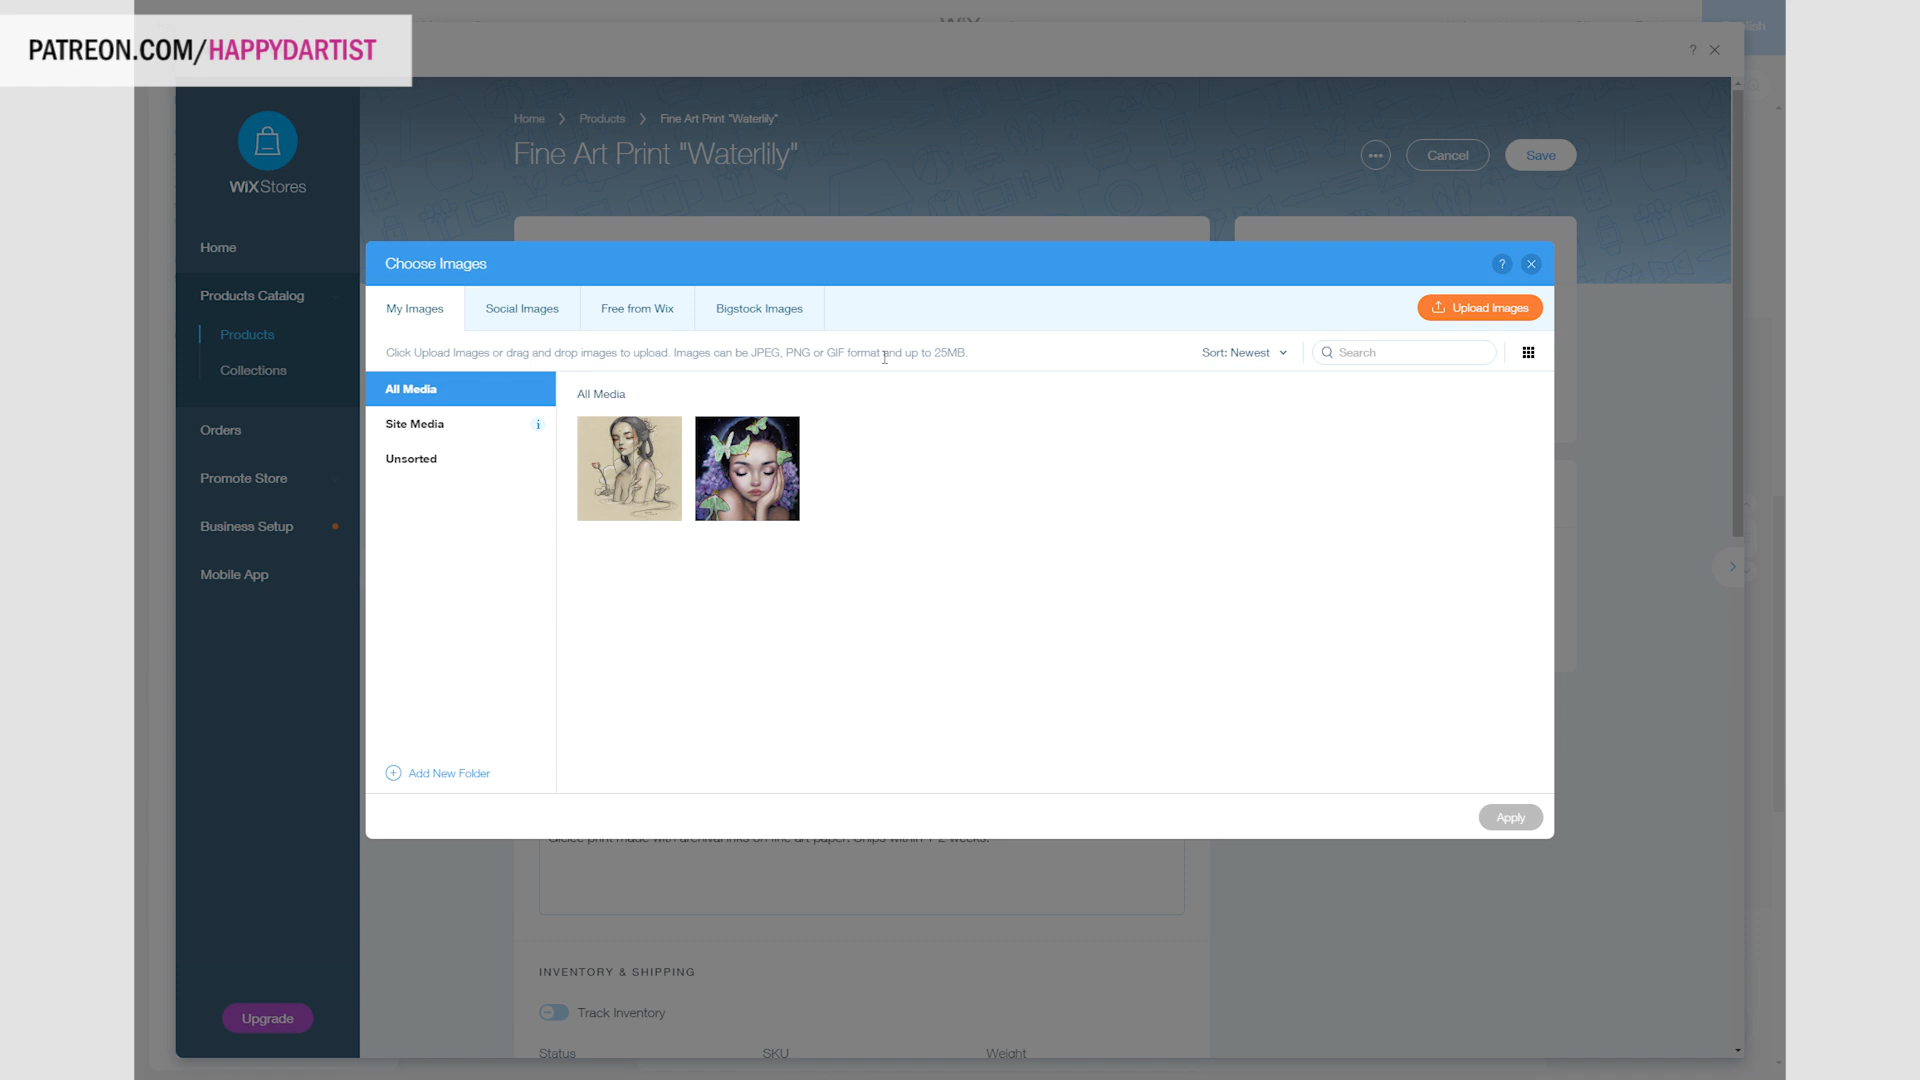 PATREON.COM/HAPPYDARTIST
WiX
? ×
WiXStores
Home
Products Catalog
Products
Collections
Orders
Promote Store
Business Setup
Mobile App
Upgrade
Home > Products > Fine Art Print "Waterlily"
Fine Art Print "Waterlily"
Cancel
Save
Choose Images
?
My Images
Social Images
Free from Wix
Bigstock Images
Upload Images
Click Upload Images or drag and drop images to upload. Images can be JPEG, PNG or GIF format and up to 25MB.
Sort: Newest
Search
All Media
Site Media
i
Unsorted
All Media
Add New Folder
Apply
INVENTORY & SHIPPING
Track Inventory
Status
SKU
Weight